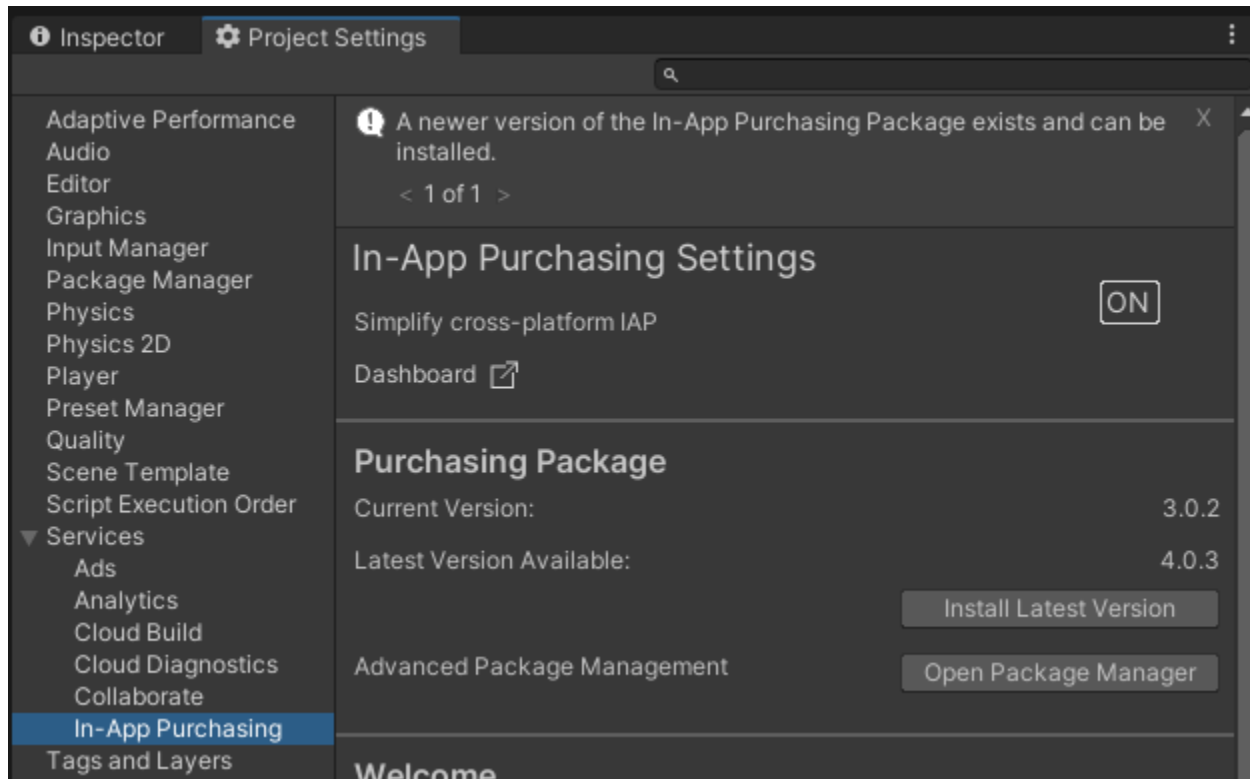 Inspector
Project Settings
Adaptive Performance
Audio
Editor
Graphics
Input Manager
Package Manager
Physics
Physics 2D
Player
Preset Manager
Quality
Scene Template
Script Execution Order
Services
Ads
Analytics
Cloud Build
Cloud Diagnostics
Collaborate
In-App Purchasing
Tags and Layers
A newer version of the In-App Purchasing Package exists and can be
installed.
X
< 1 of 1 >
In-App Purchasing Settings
ON
Simplify cross-platform IAP
Dashboard
Purchasing Package
Current Version: 3.0.2
Latest Version Available: 4.0.3
Install Latest Version
Advanced Package Management
Open Package Manager
Welcome